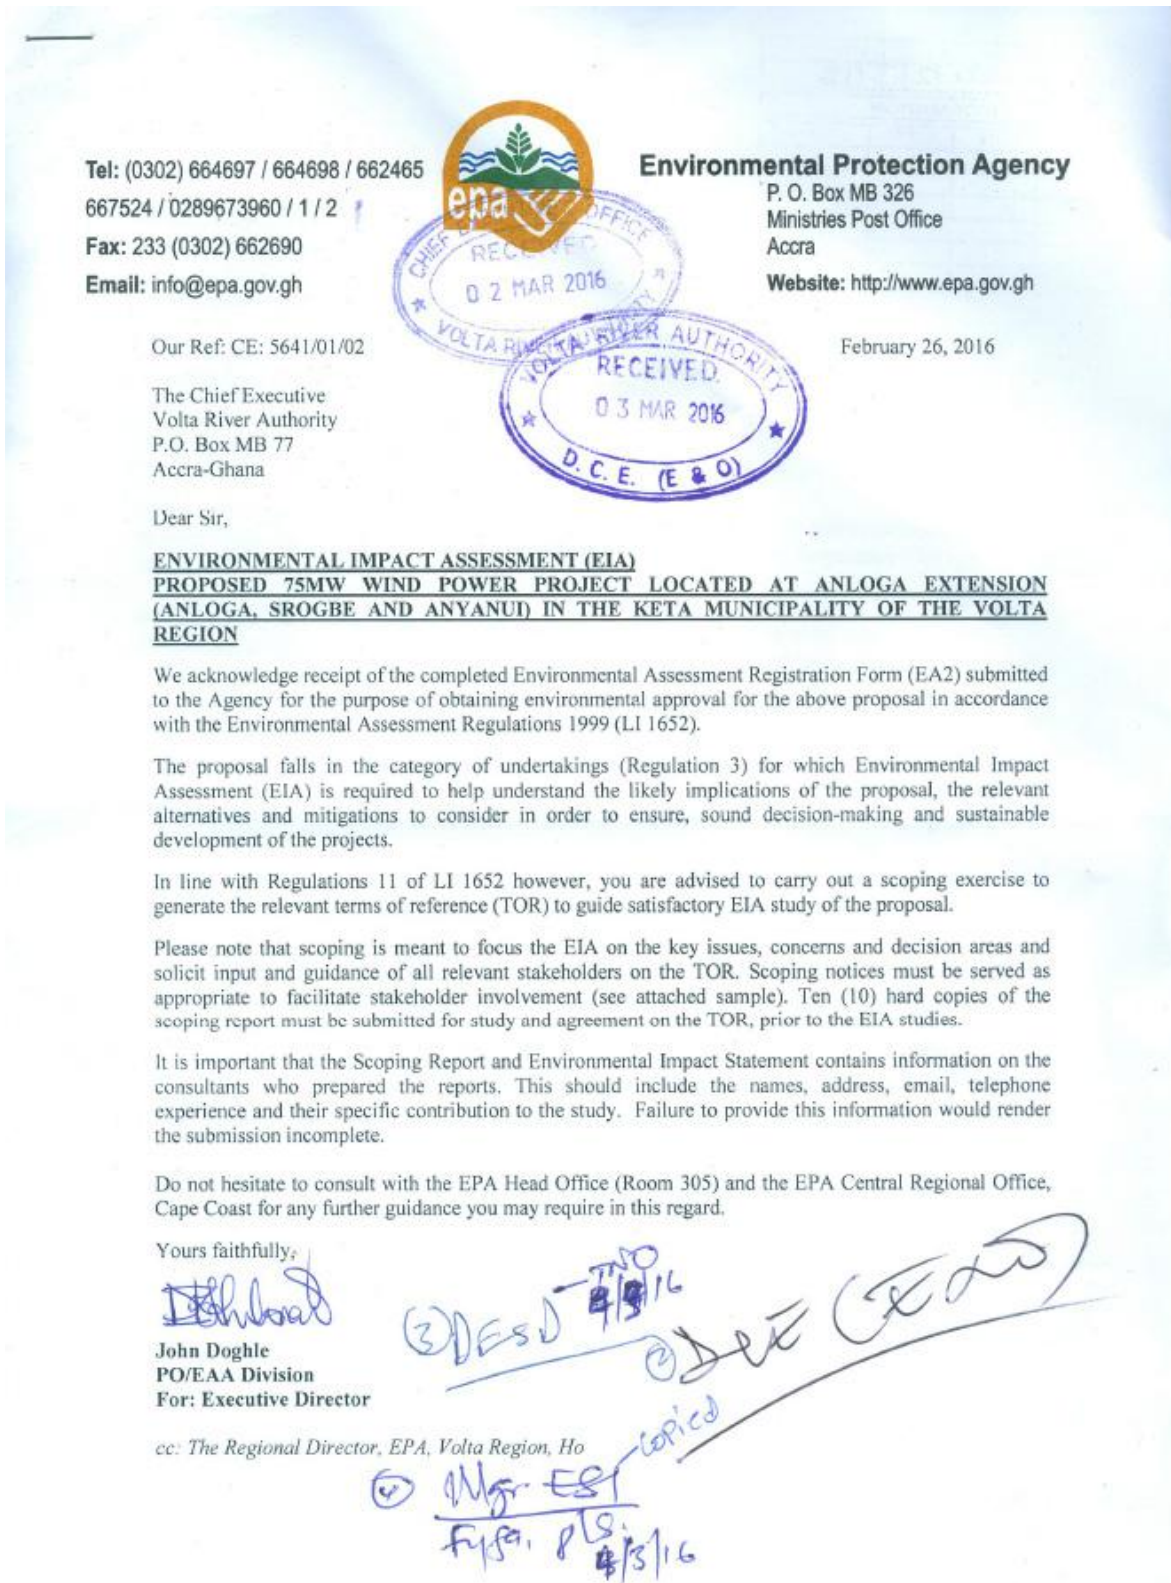 Tel: (0302) 664697 / 664698 / 662465
667524 / 0289673960 / 1 / 2
Fax: 233 (0302) 662690
Email: info@epa.gov.gh
epa
Environmental Protection Agency
P. O. Box MB 326
Ministries Post Office
Accra
Website: http://www.epa.gov.gh
CHIEF OFFICE
RECEIVED
02 MAR 2016
VOLTA RIVER AUTHORITY
VOLTA RIVER AUTHORITY
RECEIVED
03 MAR 2016
D. C. E. (E & O)
Our Ref: CE: 5641/01/02
February 26, 2016
The Chief Executive
Volta River Authority
P.O. Box MB 77
Accra-Ghana
Dear Sir,
ENVIRONMENTAL IMPACT ASSESSMENT (EIA)
PROPOSED 75MW WIND POWER PROJECT LOCATED AT ANLOGA EXTENSION
(ANLOGA, SROGBE AND ANYANUI) IN THE KETA MUNICIPALITY OF THE VOLTA
REGION
We acknowledge receipt of the completed Environmental Assessment Registration Form (EA2) submitted
to the Agency for the purpose of obtaining environmental approval for the above proposal in accordance
with the Environmental Assessment Regulations 1999 (LI 1652).
The proposal falls in the category of undertakings (Regulation 3) for which Environmental Impact
Assessment (EIA) is required to help understand the likely implications of the proposal, the relevant
alternatives and mitigations to consider in order to ensure, sound decision-making and sustainable
development of the projects.
In line with Regulations 11 of LI 1652 however, you are advised to carry out a scoping exercise to
generate the relevant terms of reference (TOR) to guide satisfactory EIA study of the proposal.
Please note that scoping is meant to focus the EIA on the key issues, concerns and decision areas and
solicit input and guidance of all relevant stakeholders on the TOR. Scoping notices must be served as
appropriate to facilitate stakeholder involvement (see attached sample). Ten (10) hard copies of the
scoping report must be submitted for study and agreement on the TOR, prior to the EIA studies.
It is important that the Scoping Report and Environmental Impact Statement contains information on the
consultants who prepared the reports. This should include the names, address, email, telephone
experience and their specific contribution to the study. Failure to provide this information would render
the submission incomplete.
Do not hesitate to consult with the EPA Head Office (Room 305) and the EPA Central Regional Office,
Cape Coast for any further guidance you may require in this regard.
Yours faithfully,
(3) DESD
(2) DCE (E&O)
John Doghle
PO/EAA Division
For: Executive Director
copied
cc: The Regional Director, EPA, Volta Region, Ho
(4) Mgr. ESI
/3/16